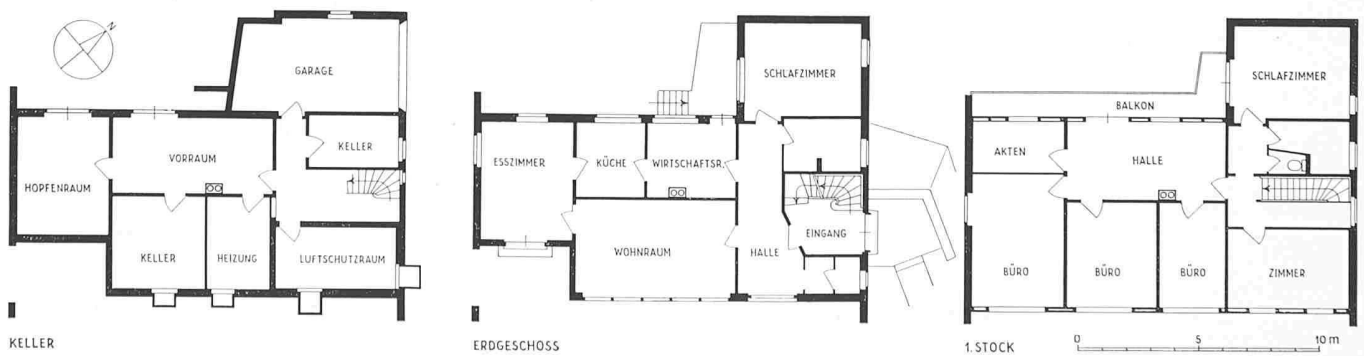 N
GARAGE
KELLER
VORRAUM
HOPFENRAUM
KELLER
HEIZUNG
LUFTSCHUTZRAUM
KELLER
SCHLAFZIMMER
ESSZIMMER
KÜCHE
WIRTSCHAFTSR.
WOHNRAUM
HALLE
EINGANG
ERDGESCHOSS
SCHLAFZIMMER
BALKON
AKTEN
HALLE
BÜRO
BÜRO
BÜRO
ZIMMER
1. STOCK
0 5 10 m